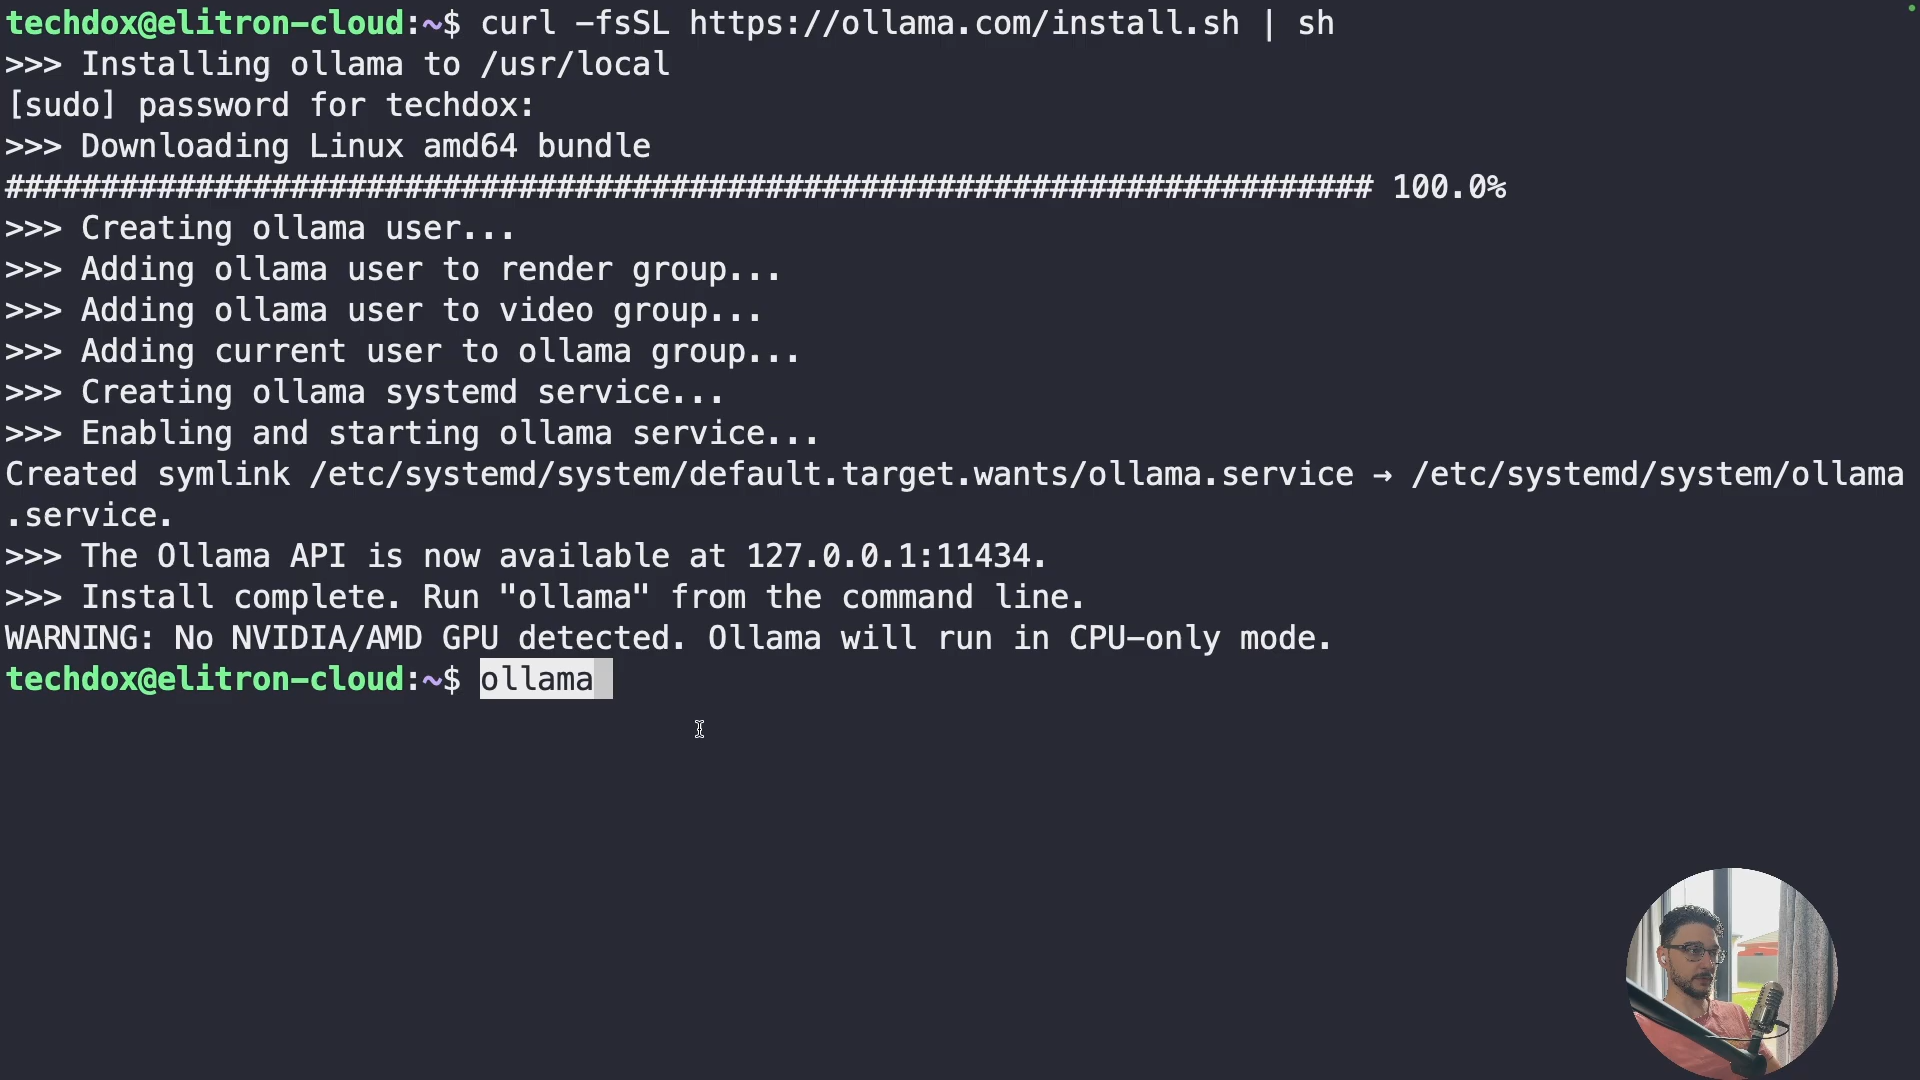 techdox@elitron-cloud:~$ curl -fsSL https://ollama.com/install.sh | sh
>>> Installing ollama to /usr/local
[sudo] password for techdox:
>>> Downloading Linux amd64 bundle
######################################################################## 100.0%
>>> Creating ollama user...
>>> Adding ollama user to render group...
>>> Adding ollama user to video group...
>>> Adding current user to ollama group...
>>> Creating ollama systemd service...
>>> Enabling and starting ollama service...
Created symlink /etc/systemd/system/default.target.wants/ollama.service → /etc/systemd/system/ollama
.service.
>>> The Ollama API is now available at 127.0.0.1:11434.
>>> Install complete. Run "ollama" from the command line.
WARNING: No NVIDIA/AMD GPU detected. Ollama will run in CPU-only mode.
techdox@elitron-cloud:~$ ollama